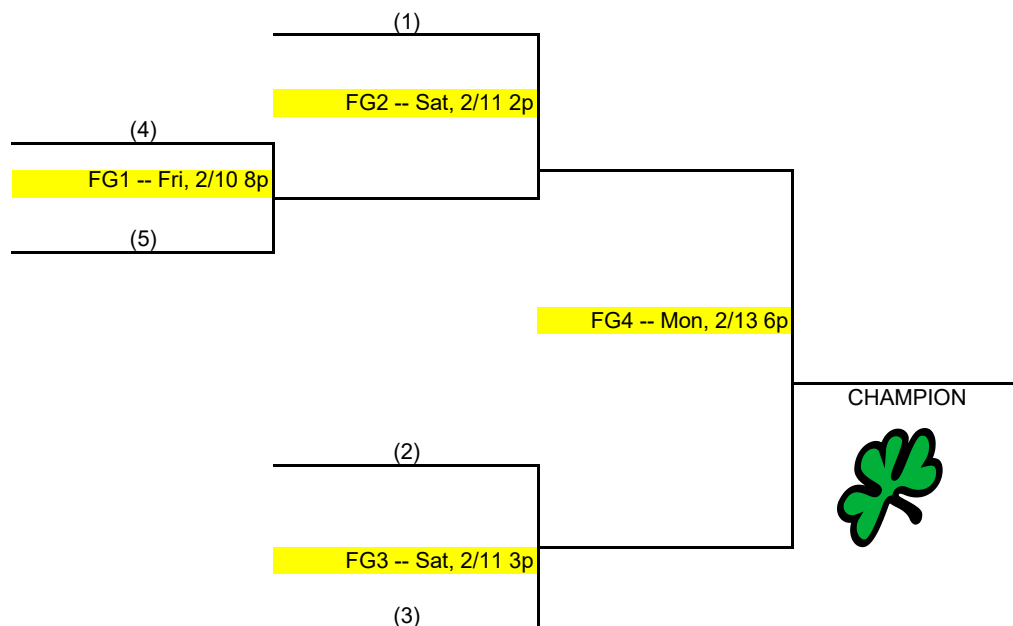 (1)
FG2 -- Sat, 2/11 2p
(4)
FG1 -- Fri, 2/10 8p
(5)
FG4 -- Mon, 2/13 6p
CHAMPION
(2)
FG3 -- Sat, 2/11 3p
(3)